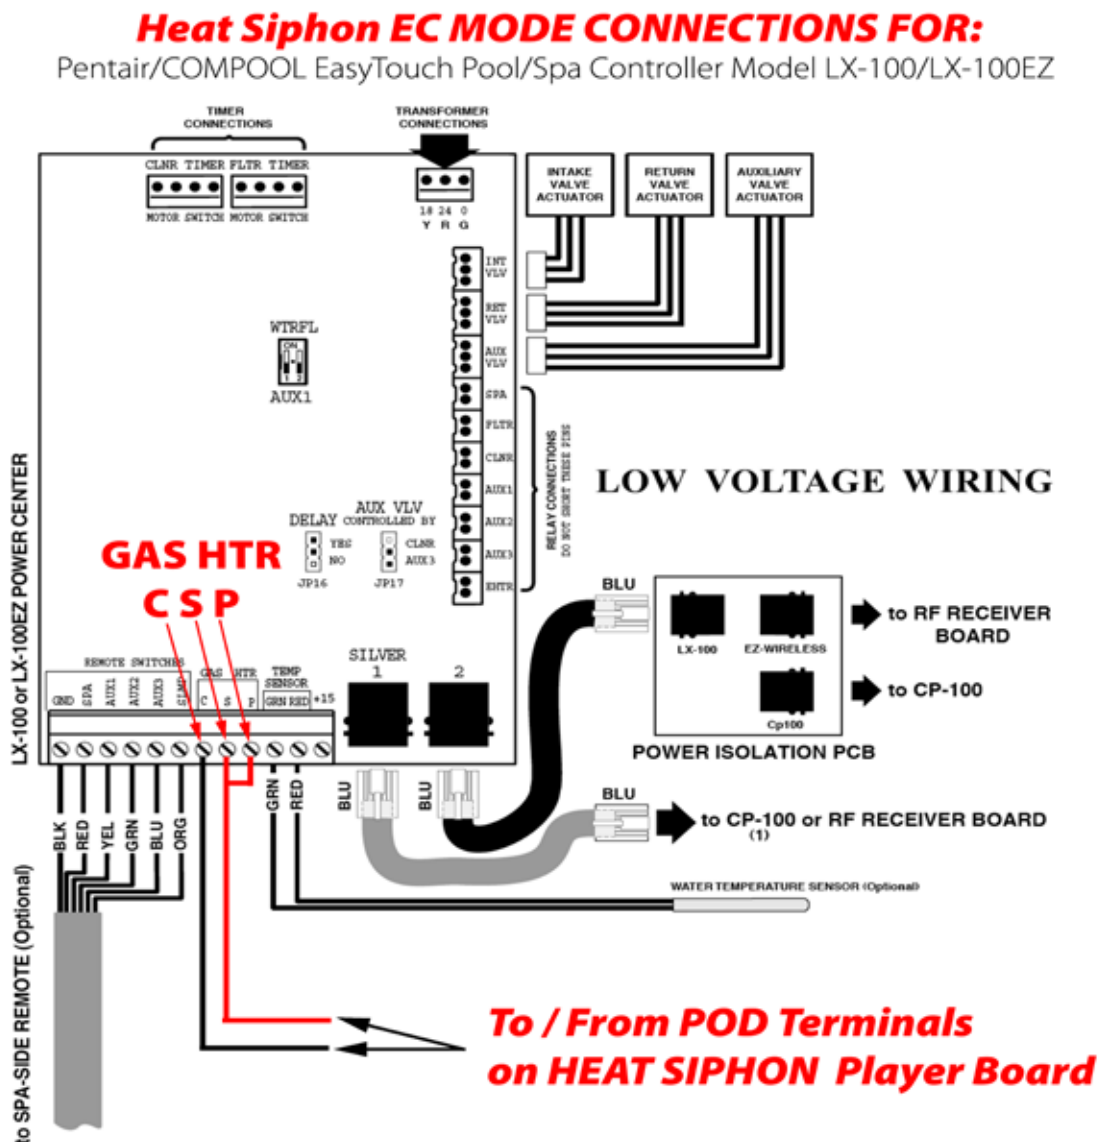 Heat Siphon EC MODE CONNECTIONS FOR:
Pentair/COMPOOL EasyTouch Pool/Spa Controller Model LX-100/LX-100EZ
TIMER
CONNECTIONS
TRANSFORMER
CONNECTIONS
CLNR TIMER FLTR TIMER
MOTOR SWITCH MOTOR SWITCH
18 24 0
Y R G
INTAKE
VALVE
ACTUATOR
RETURN
VALVE
ACTUATOR
AUXILIARY
VALVE
ACTUATOR
INT
VLV
RET
VLV
AUX
VLV
SPA
FLTR
CLNR
AUX1
AUX2
AUX3
EHTR
RELAY CONNECTIONS
DO NOT SHORT THESE PINS
WTRFL
ON
1 2
AUX1
LOW VOLTAGE WIRING
LX-100 or LX-100EZ POWER CENTER
DELAY
YES
NO
JP16
AUX VLV
CONTROLLED BY
CLNR
AUX3
JP17
GAS HTR
C S P
REMOTE SWITCHES
GND
SPA
AUX1
AUX2
AUX3
GAS HTR
C S P
TEMP
SENSOR
GRN RED
+15
SILVER
1 2
BLU
LX-100
EZ-WIRELESS
Cp100
POWER ISOLATION PCB
to RF RECEIVER
BOARD
to CP-100
BLK
RED
YEL
GRN
BLU
ORG
GRN
RED
BLU
BLU
BLU
to CP-100 or RF RECEIVER BOARD
(1)
WATER TEMPERATURE SENSOR (Optional)
to SPA-SIDE REMOTE (Optional)
To / From POD Terminals
on HEAT SIPHON Player Board